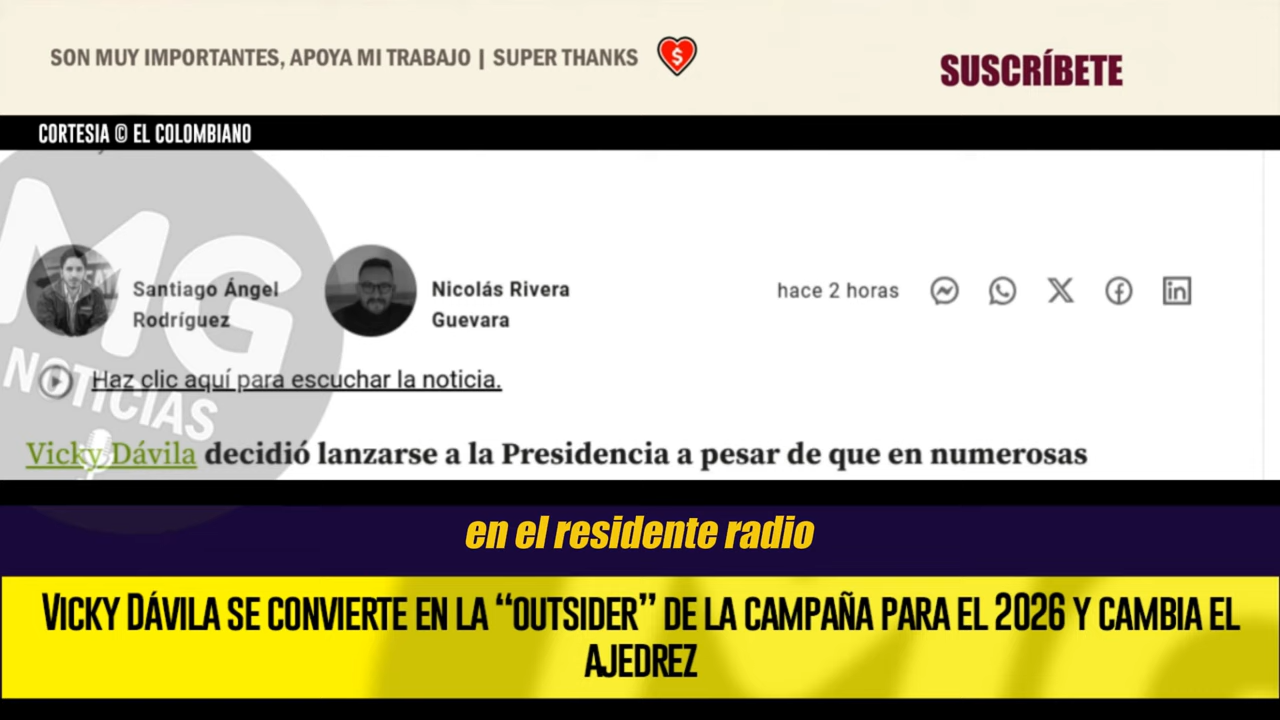 SON MUY IMPORTANTES, APOYA MI TRABAJO | SUPER THANKS
SUSCRÍBETE
CORTESIA © EL COLOMBIANO
MG
NOTICIAS
Santiago Ángel
Rodríguez
Nicolás Rivera
Guevara
hace 2 horas
Haz clic aquí para escuchar la noticia.
Vicky Dávila decidió lanzarse a la Presidencia a pesar de que en numerosas
en el residente radio
VICKY DÁVILA SE CONVIERTE EN LA “OUTSIDER” DE LA CAMPAÑA PARA EL 2026 Y CAMBIA EL
AJEDREZ